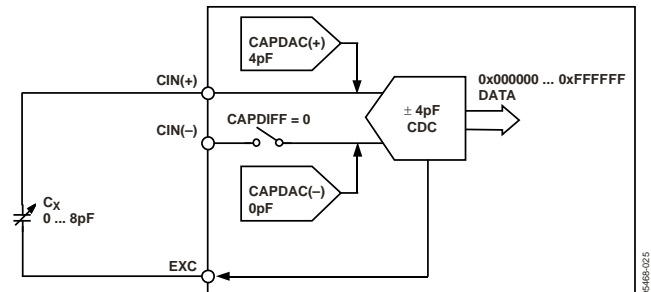 CAPDAC(+)
4pF
CIN(+)
0x000000 ... 0xFFFFFF
DATA
± 4pF
CDC
CIN(–)
CAPDIFF = 0
CAPDAC(–)
0pF
CX
0 ... 8pF
EXC
05468-025